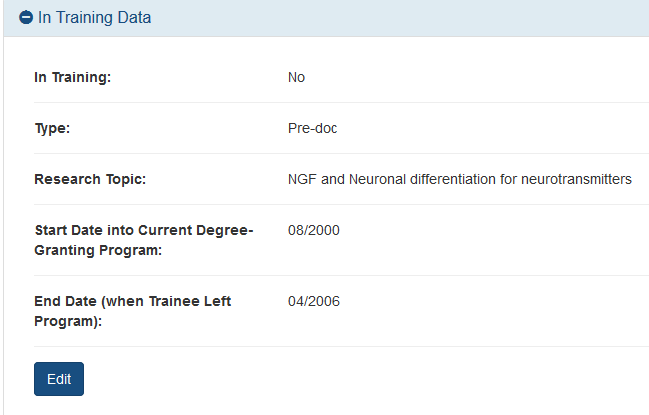 In Training Data
In Training: No
Type: Pre-doc
Research Topic: NGF and Neuronal differentiation for neurotransmitters
Start Date into Current Degree- 08/2000
Granting Program:
End Date (when Trainee Left 04/2006
Program):
Edit